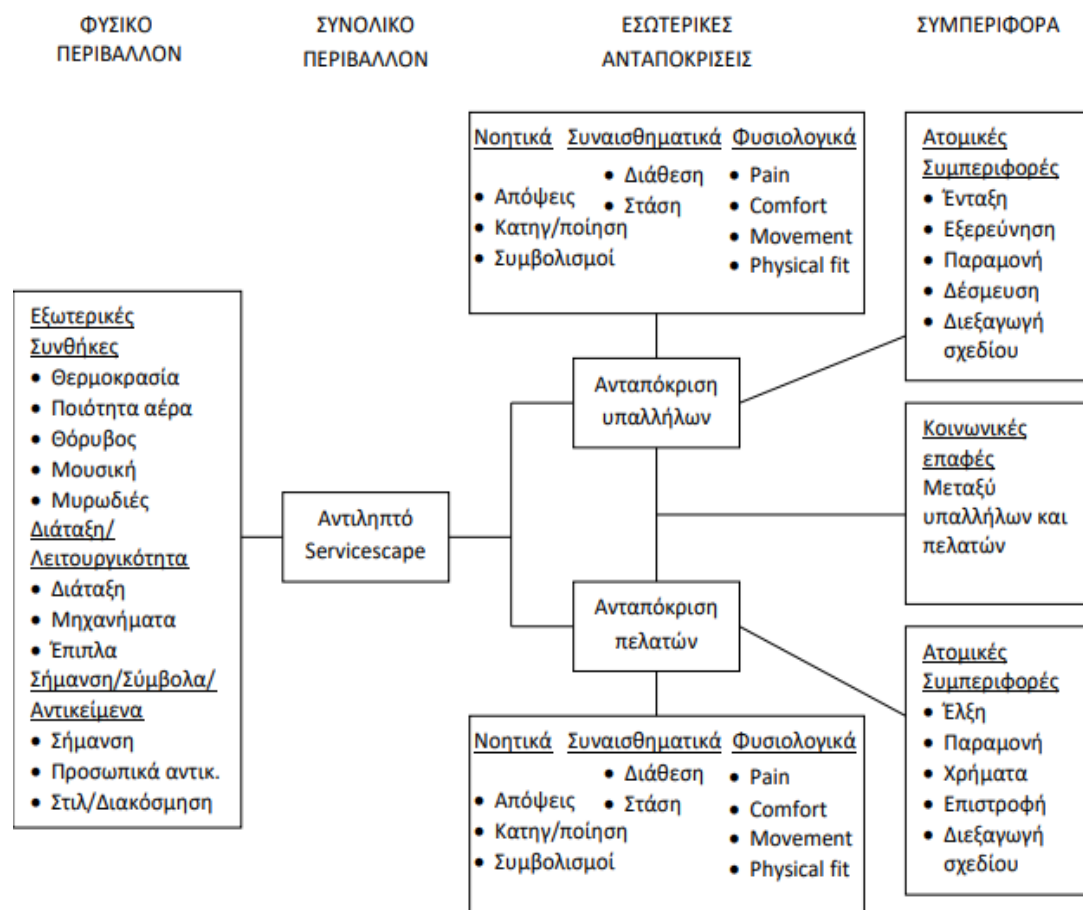 ΦΥΣΙΚΟ
ΠΕΡΙΒΑΛΛΟΝ
ΣΥΝΟΛΙΚΟ
ΠΕΡΙΒΑΛΛΟΝ
ΕΣΩΤΕΡΙΚΕΣ
ΑΝΤΑΠΟΚΡΙΣΕΙΣ
ΣΥΜΠΕΡΙΦΟΡΑ
Εξωτερικές
Συνθήκες
• Θερμοκρασία
• Ποιότητα αέρα
• Θόρυβος
• Μουσική
• Μυρωδιές
Διάταξη/
Λειτουργικότητα
• Διάταξη
• Μηχανήματα
• Έπιπλα
Σήμανση/Σύμβολα/
Αντικείμενα
• Σήμανση
• Προσωπικά αντικ.
• Στιλ/Διακόσμηση
Αντιληπτό
Servicescape
Νοητικά
• Απόψεις
• Κατηγ/ποίηση
• Συμβολισμοί
Συναισθηματικά
• Διάθεση
• Στάση
Φυσιολογικά
• Pain
• Comfort
• Movement
• Physical fit
Ανταπόκριση
υπαλλήλων
Ανταπόκριση
πελατών
Νοητικά
• Απόψεις
• Κατηγ/ποίηση
• Συμβολισμοί
Συναισθηματικά
• Διάθεση
• Στάση
Φυσιολογικά
• Pain
• Comfort
• Movement
• Physical fit
Ατομικές
Συμπεριφορές
• Ένταξη
• Εξερεύνηση
• Παραμονή
• Δέσμευση
• Διεξαγωγή
σχεδίου
Κοινωνικές
επαφές
Μεταξύ
υπαλλήλων και
πελατών
Ατομικές
Συμπεριφορές
• Έλξη
• Παραμονή
• Χρήματα
• Επιστροφή
• Διεξαγωγή
σχεδίου